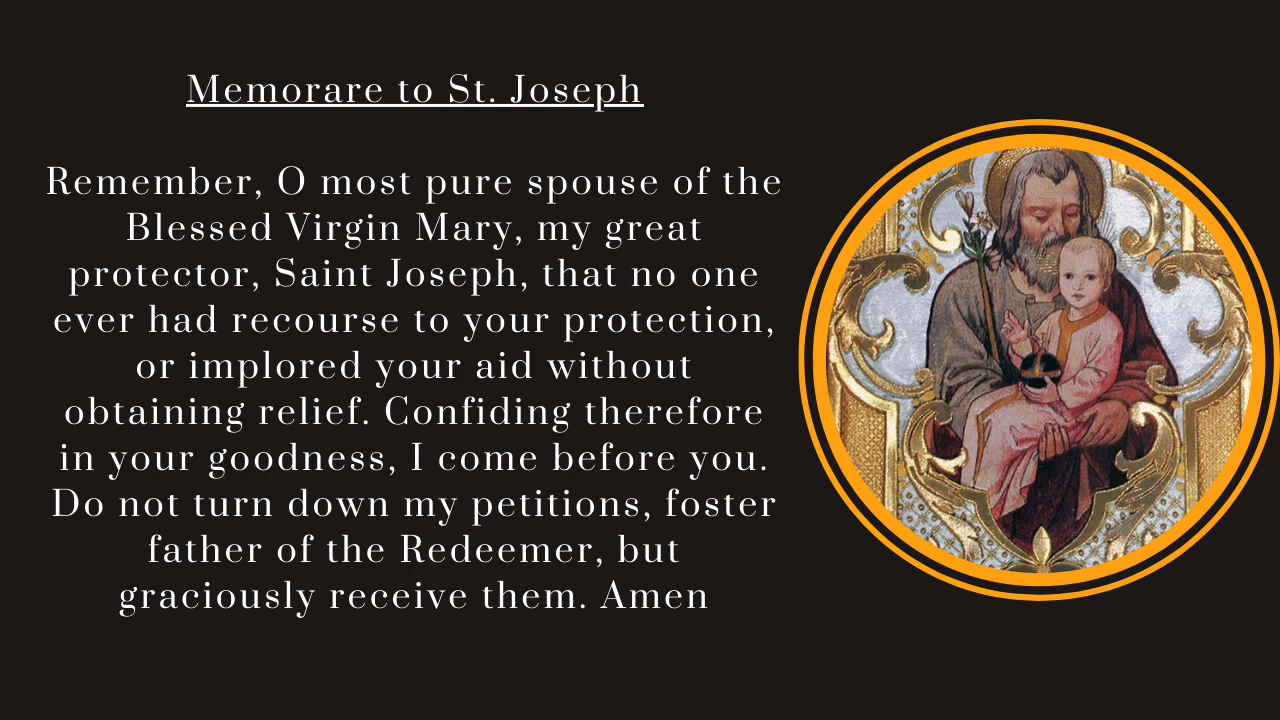 Memorare to St. Joseph
Remember, O most pure spouse of the
Blessed Virgin Mary, my great
protector, Saint Joseph, that no one
ever had recourse to your protection,
or implored your aid without
obtaining relief. Confiding therefore
in your goodness, I come before you.
Do not turn down my petitions, foster
father of the Redeemer, but
graciously receive them. Amen